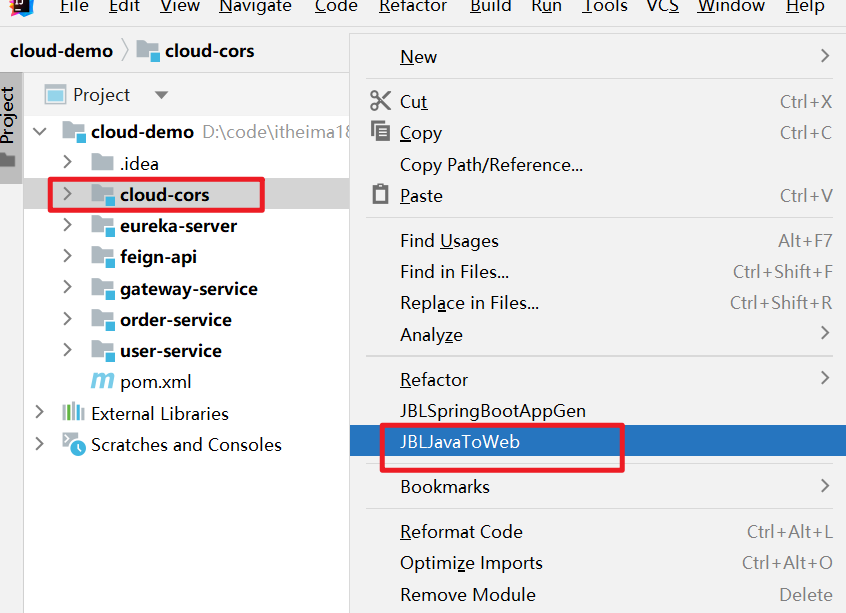 File Edit View Navigate Code Refactor Build Run Tools VCS Window Help
cloud-demo cloud-cors
Project
Project
cloud-demo D:\code\itheima18
.idea
cloud-cors
eureka-server
feign-api
gateway-service
order-service
user-service
pom.xml
External Libraries
Scratches and Consoles
New
Cut Ctrl+X
Copy Ctrl+C
Copy Path/Reference...
Paste Ctrl+V
Find Usages Alt+F7
Find in Files... Ctrl+Shift+F
Replace in Files... Ctrl+Shift+R
Analyze
Refactor
JBLSpringBootAppGen
JBLJavaToWeb
Bookmarks
Reformat Code Ctrl+Alt+L
Optimize Imports Ctrl+Alt+O
Remove Module Delete